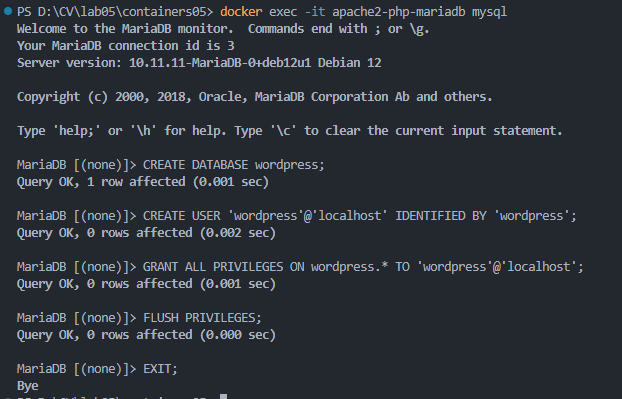 PS D:\CV\lab05\containers05> docker exec -it apache2-php-mariadb mysql
Welcome to the MariaDB monitor.  Commands end with ; or \g.
Your MariaDB connection id is 3
Server version: 10.11.11-MariaDB-0+deb12u1 Debian 12
Copyright (c) 2000, 2018, Oracle, MariaDB Corporation Ab and others.
Type 'help;' or '\h' for help. Type '\c' to clear the current input statement.
MariaDB [(none)]> CREATE DATABASE wordpress;
Query OK, 1 row affected (0.001 sec)
MariaDB [(none)]> CREATE USER 'wordpress'@'localhost' IDENTIFIED BY 'wordpress';
Query OK, 0 rows affected (0.002 sec)
MariaDB [(none)]> GRANT ALL PRIVILEGES ON wordpress.* TO 'wordpress'@'localhost';
Query OK, 0 rows affected (0.001 sec)
MariaDB [(none)]> FLUSH PRIVILEGES;
Query OK, 0 rows affected (0.000 sec)
MariaDB [(none)]> EXIT;
Bye